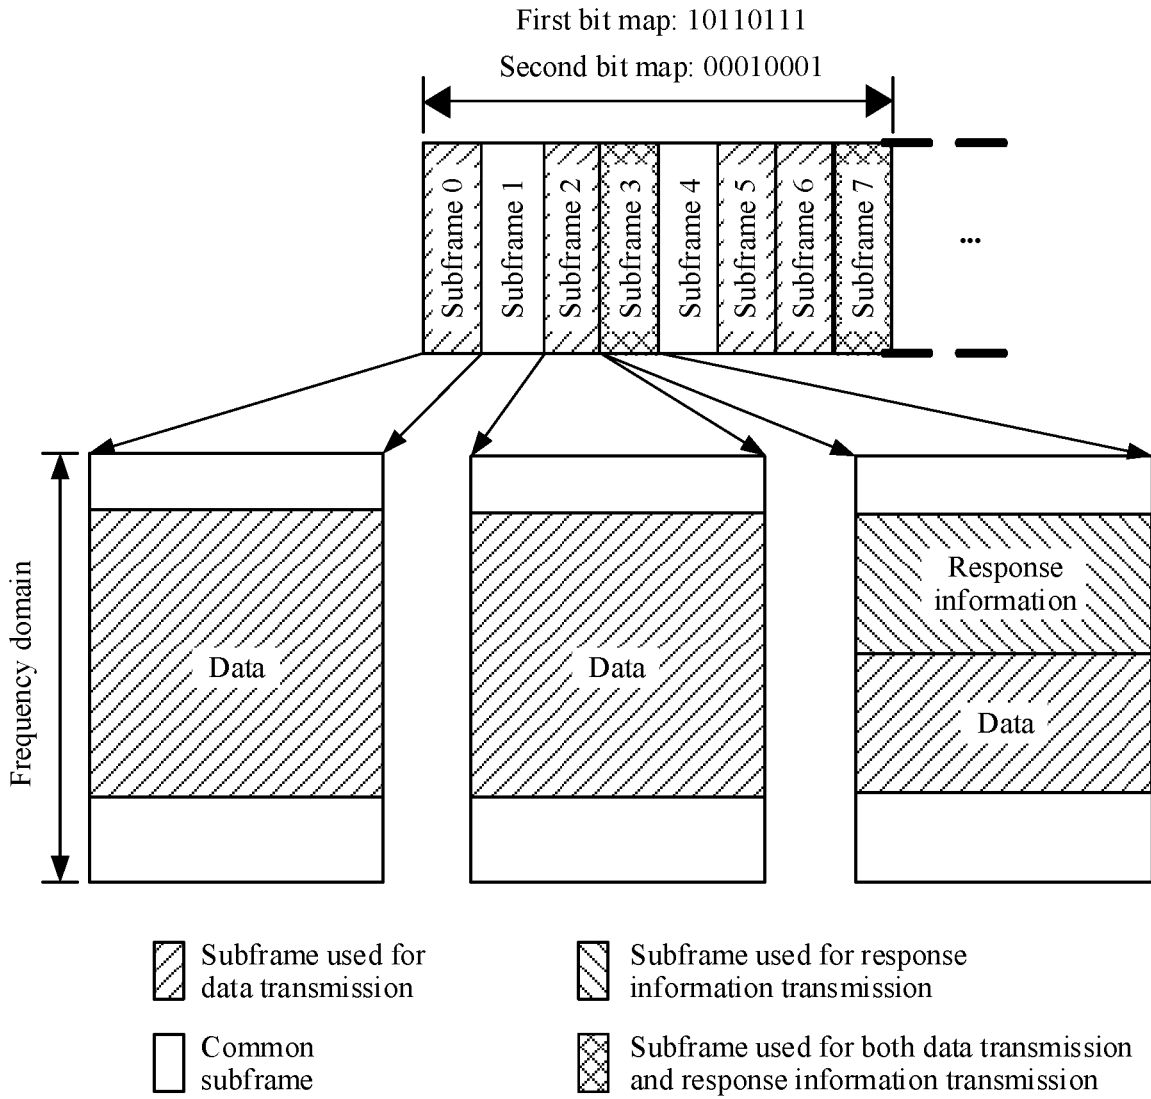 First bit map: 10110111
Second bit map: 00010001
Subframe 0
Subframe 1
Subframe 2
Subframe 3
Subframe 4
Subframe 5
Subframe 6
Subframe 7
...
Frequency domain
Data
Data
Response
information
Data
Subframe used for
data transmission
Subframe used for response
information transmission
Common
subframe
Subframe used for both data transmission
and response information transmission